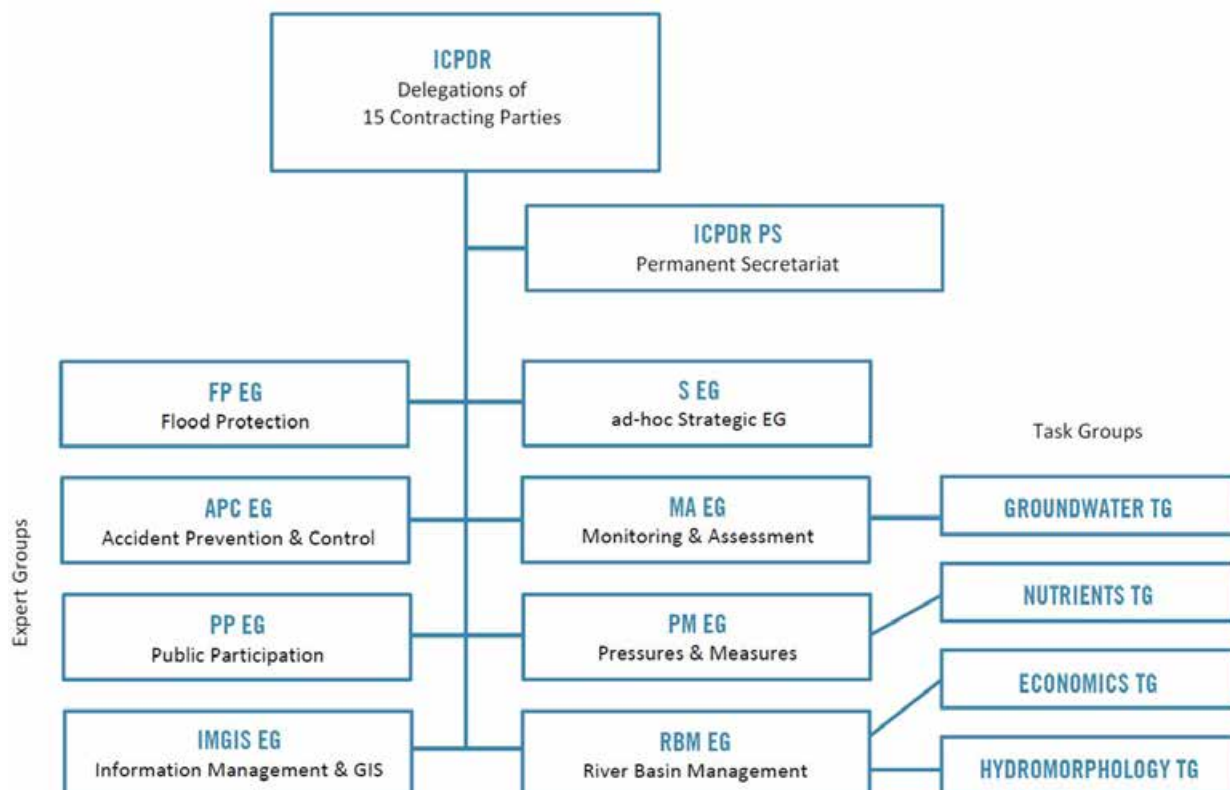 ICPDR
Delegations of
15 Contracting Parties
ICPDR PS
Permanent Secretariat
Expert Groups
FP EG
Flood Protection
S EG
ad-hoc Strategic EG
Task Groups
APC EG
Accident Prevention & Control
MA EG
Monitoring & Assessment
GROUNDWATER TG
PP EG
Public Participation
PM EG
Pressures & Measures
NUTRIENTS TG
ECONOMICS TG
IMGIS EG
Information Management & GIS
RBM EG
River Basin Management
HYDROMORPHOLOGY TG